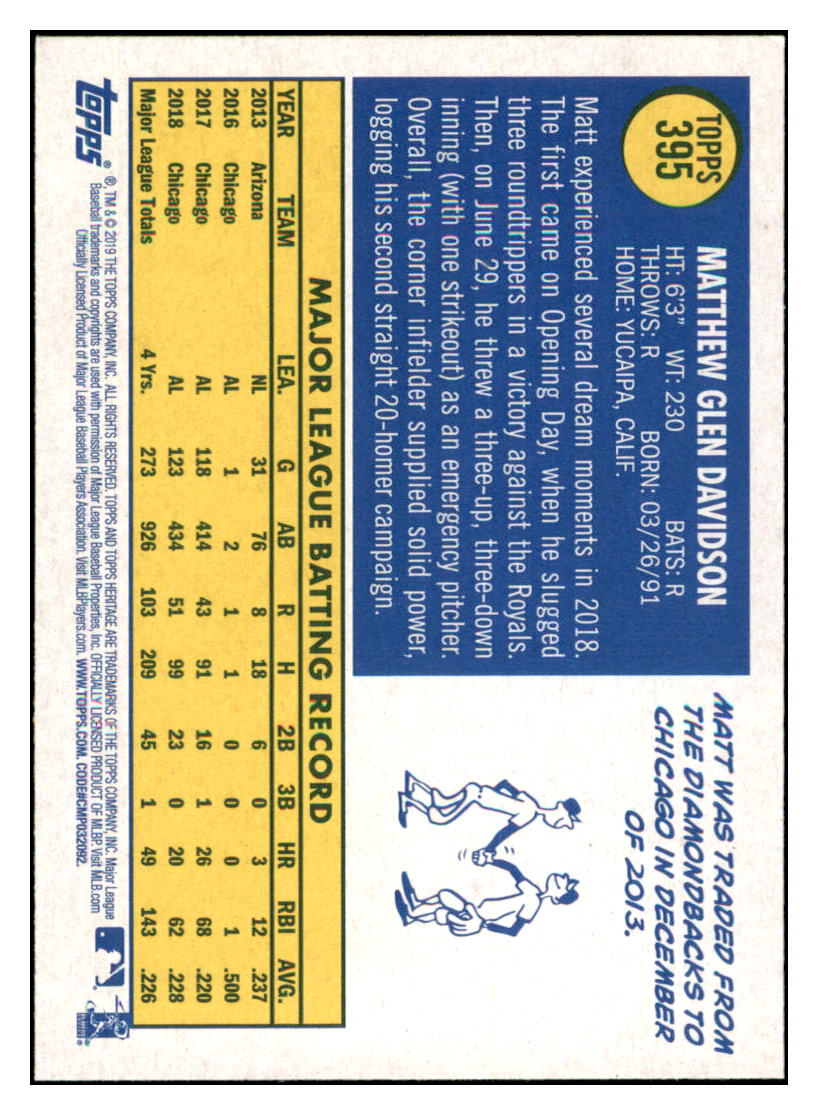 TOPPS
395
MATTHEW GLEN DAVIDSON
HT: 6'3" WT: 230 BATS: R
THROWS: R BORN: 03/26/91
HOME: YUCAIPA, CALIF.
Matt experienced several dream moments in 2018.
The first came on Opening Day, when he slugged
three roundtrippers in a victory against the Royals.
Then, on June 29, he threw a three-up, three-down
inning (with one strikeout) as an emergency pitcher.
Overall, the corner infielder supplied solid power,
logging his second straight 20-homer campaign.
MATT WAS TRADED FROM
THE DIAMONDBACKS TO
CHICAGO IN DECEMBER
OF 2013.
MAJOR LEAGUE BATTING RECORD
YEAR TEAM LEA. G AB R H 2B 3B HR RBI AVG.
2013 Arizona NL 31 76 8 18 6 0 3 12 .237
2016 Chicago AL 1 2 1 1 0 0 0 1 .500
2017 Chicago AL 118 414 43 91 16 1 26 68 .220
2018 Chicago AL 123 434 51 99 23 0 20 62 .228
Major League Totals 4 Yrs. 273 926 103 209 45 1 49 143 .226
topps®
® TM & © 2019 THE TOPPS COMPANY, INC. ALL RIGHTS RESERVED. TOPPS AND TOPPS HERITAGE ARE TRADEMARKS OF THE TOPPS COMPANY, INC. Major League
Baseball trademarks and copyrights are used with permission of Major League Baseball Properties, Inc. OFFICIALLY LICENSED PRODUCT OF MLBP. Visit MLB.com
Officially Licensed Product of Major League Baseball Players Association. Visit MLBPlayers.com. WWW.TOPPS.COM. CODE#CMP032092.